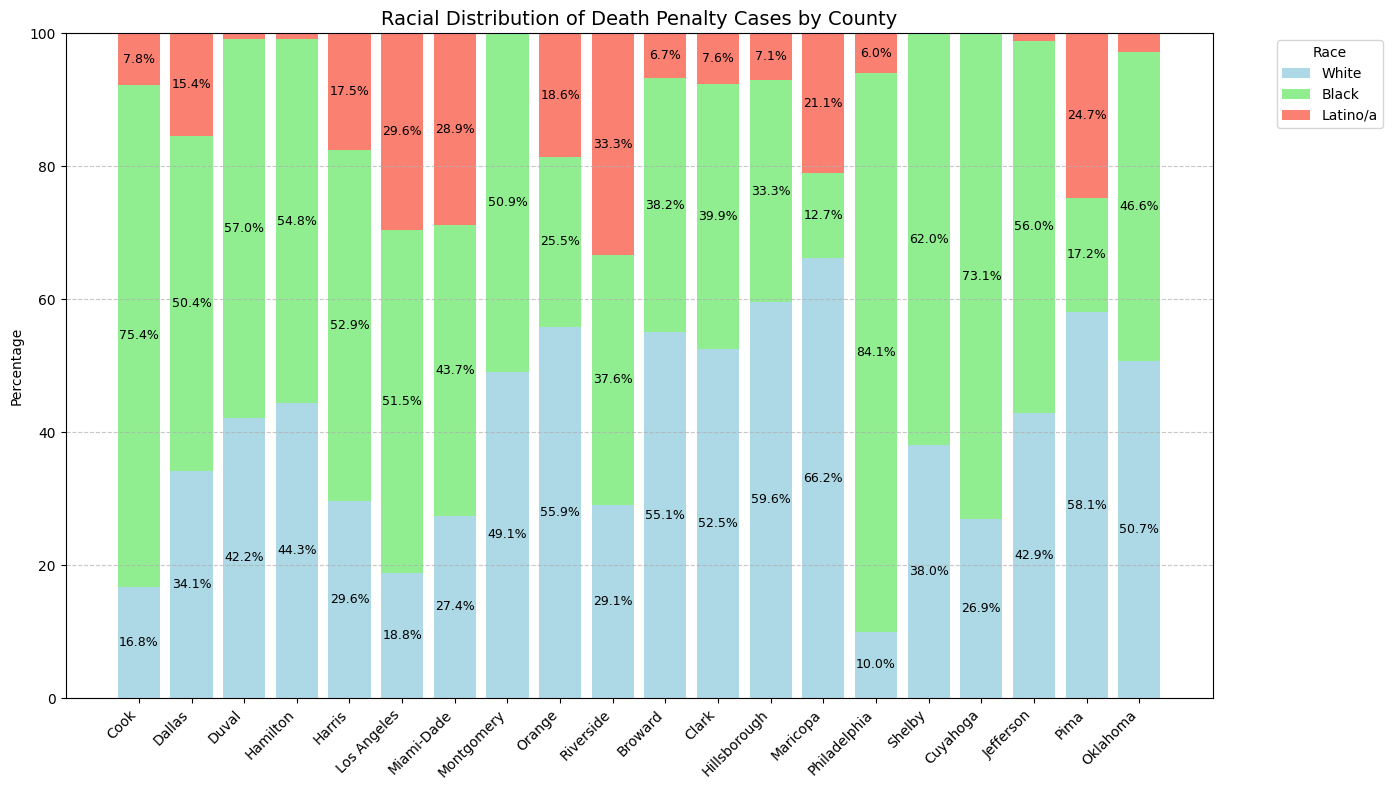 Racial Distribution of Death Penalty Cases by County
Race
White
Black
Latino/a
Percentage
100
80
60
40
20
0
7.8%
75.4%
16.8%
15.4%
50.4%
34.1%
57.0%
42.2%
54.8%
44.3%
17.5%
52.9%
29.6%
29.6%
51.5%
18.8%
28.9%
43.7%
27.4%
50.9%
49.1%
18.6%
25.5%
55.9%
33.3%
37.6%
29.1%
6.7%
38.2%
55.1%
7.6%
39.9%
52.5%
7.1%
33.3%
59.6%
21.1%
12.7%
66.2%
6.0%
84.1%
10.0%
62.0%
38.0%
73.1%
26.9%
56.0%
42.9%
24.7%
17.2%
58.1%
46.6%
50.7%
Cook
Dallas
Duval
Hamilton
Harris
Los Angeles
Miami-Dade
Montgomery
Orange
Riverside
Broward
Clark
Hillsborough
Maricopa
Philadelphia
Shelby
Cuyahoga
Jefferson
Pima
Oklahoma